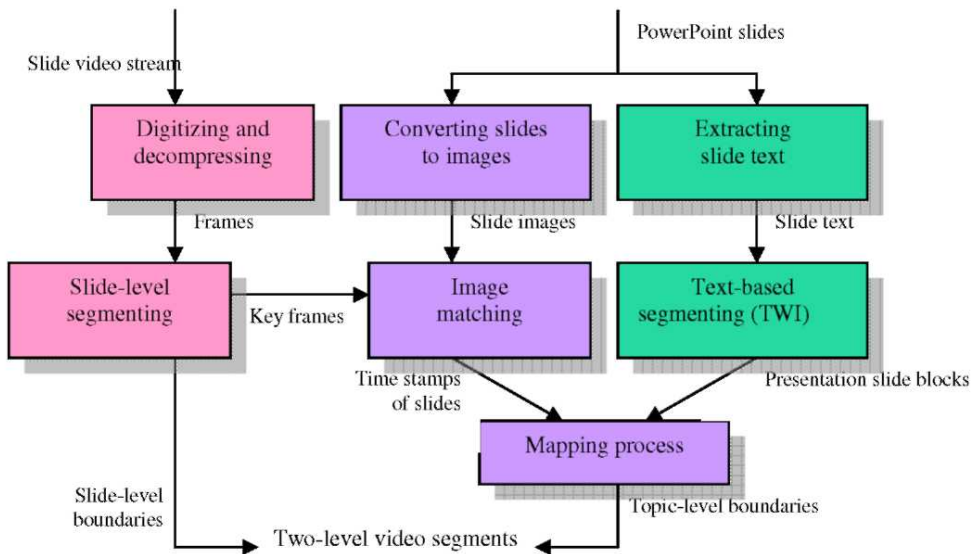 PowerPoint slides
Slide video stream
Digitizing and
decompressing
Converting slides
to images
Extracting
slide text
Frames
Slide images
Slide text
Slide-level
segmenting
Key frames
Image
matching
Text-based
segmenting (TWI)
Time stamps
of slides
Presentation slide blocks
Mapping process
Slide-level
boundaries
Topic-level boundaries
Two-level video segments